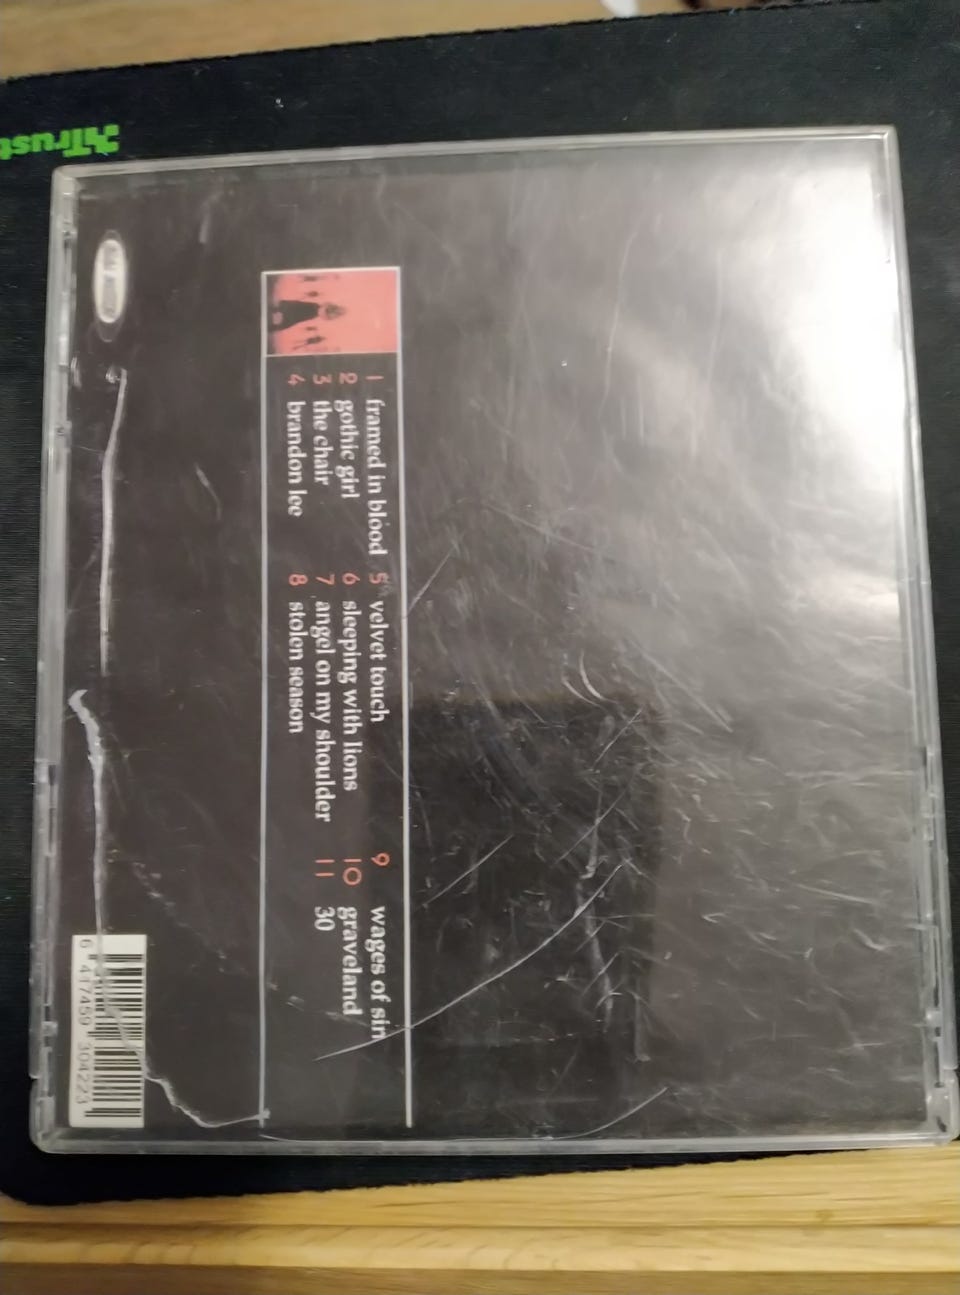 1 framed in blood
2 gothic girl
3 the chair
4 brandon lee
5 velvet touch
6 sleeping with lions
7 angel on my shoulder
8 stolen season
9 wages of sin
10 graveland
11 30
6 417459 304223
Trust